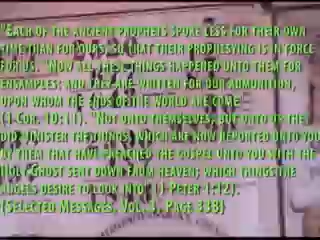 "Each of the ancient prophets spoke less for their own
time than for ours, so that their prophesying is in force
for us. "Now all these things happened unto them for
ensamples: and they are written for our admonition,
upon whom the ends of the world are come"
(1 Cor. 10:11). "Not unto themselves, but unto us they
did minister the things, which are now reported unto you
by them that have preached the gospel unto you with the
Holy Ghost sent down from heaven; which things the
angels desire to look into" (1 Peter 1:12).
(Selected Messages, Vol. 3, Page 338)